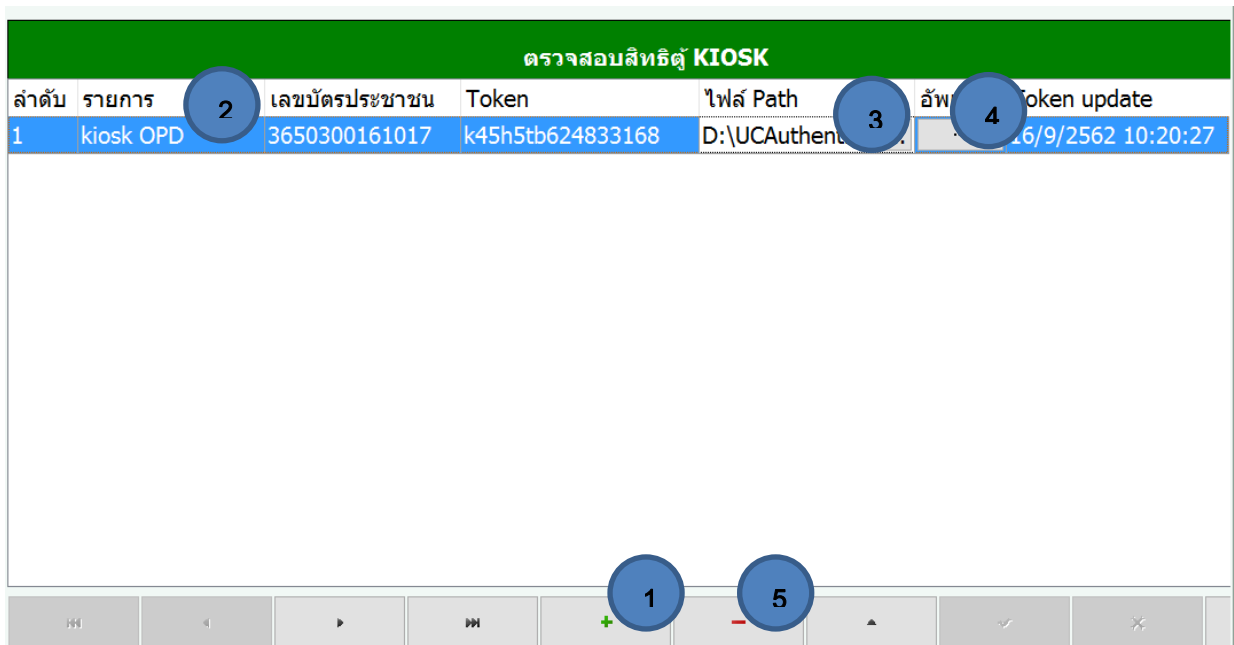 ตรวจสอบสิทธิตู้ KIOSK
ลำดับ รายการ 2 เลขบัตรประชาชน Token ไฟล์ Path 3 4 update
1 kiosk OPD 3650300161017 k45h5tb624833168 16/9/2562 10:20:27
1 5